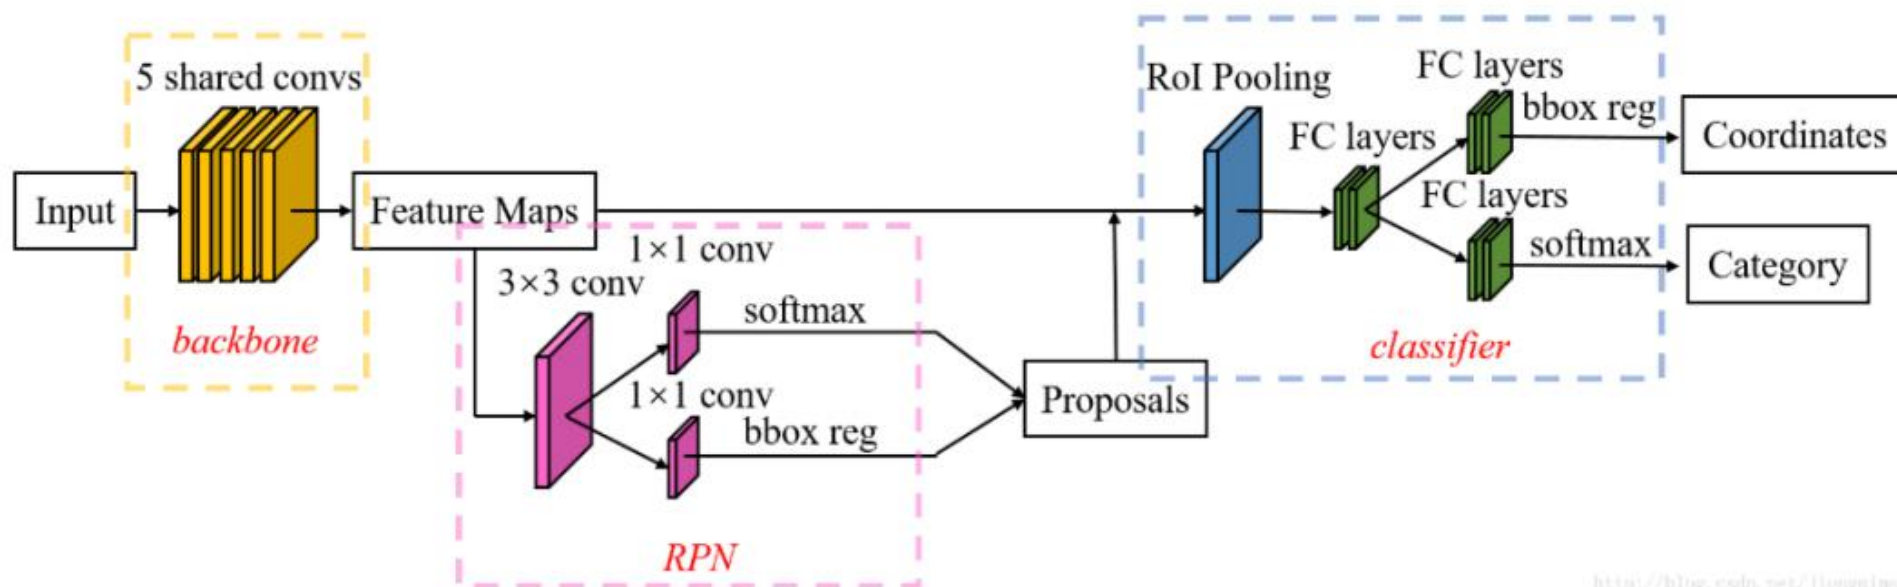 5 shared convs
Input
Feature Maps
backbone
1×1 conv
3×3 conv
softmax
1×1 conv
bbox reg
RPN
Proposals
RoI Pooling
FC layers
FC layers
bbox reg
FC layers
softmax
classifier
Coordinates
Category